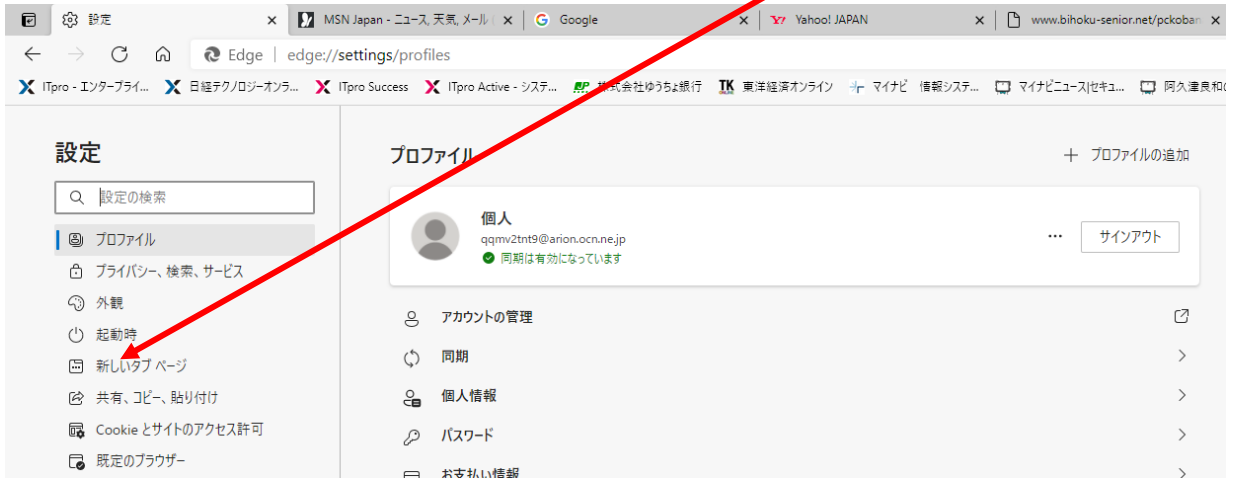 設定
MSN Japan - ニュース, 天気, メール
Google
Yahoo! JAPAN
www.bihoku-senior.net/pckoban
Edge
edge://settings/profiles
ITpro - エンタープライ...
日経テクノロジーオンラ...
ITpro Success
ITpro Active - システ...
株式会社ゆうちょ銀行
東洋経済オンライン
マイナビ 情報システ...
マイナビニュース|セキュ...
阿久津良和
設定
設定の検索
プロファイル
プライバシー、検索、サービス
外観
起動時
新しいタブ ページ
共有、コピー、貼り付け
Cookie とサイトのアクセス許可
既定のブラウザー
プロファイル
プロファイルの追加
個人
qqmv2tnt9@arion.ocn.ne.jp
同期は有効になっています
サインアウト
アカウントの管理
同期
個人情報
パスワード
お支払い情報